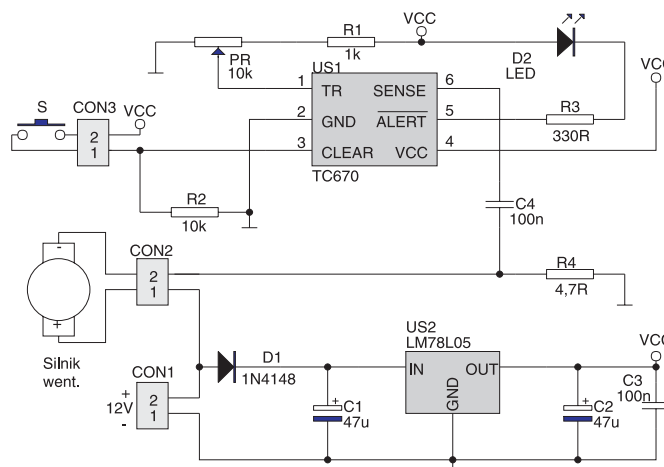 VCC
R1
1k
PR
10k
D2
LED
VCC
US1
1
TR
SENSE
6
S
CON3
VCC
2
GND
ALERT
5
R3
330R
2
1
3
CLEAR
VCC
4
TC670
R2
10k
C4
100n
-
CON2
2
1
R4
4,7R
+
Silnik
went.
US2
LM78L05
VCC
CON1
D1
1N4148
IN
OUT
GND
C3
100n
+
12V
-
2
1
+
C1
47u
+
C2
47u